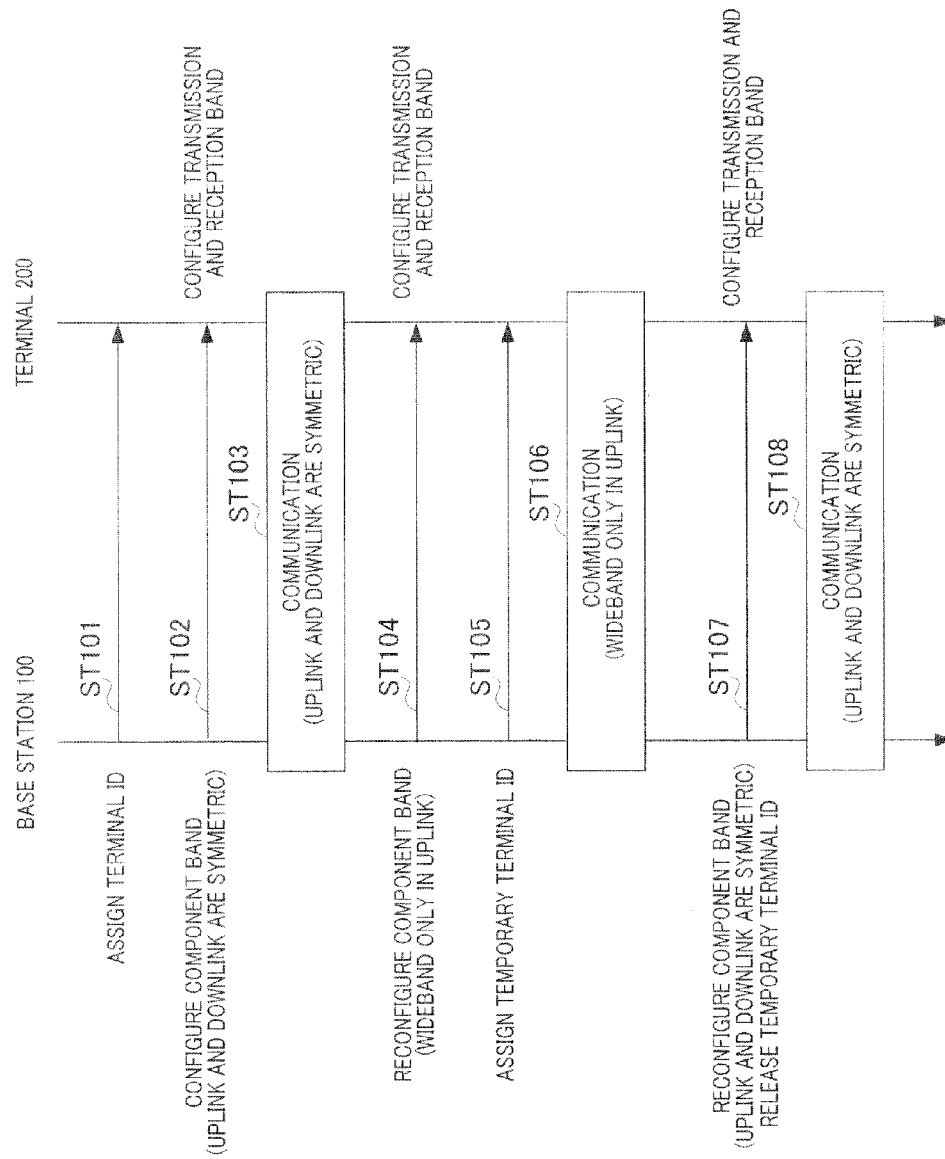 BASE STATION 100
TERMINAL 200
ASSIGN TERMINAL ID
ST101
CONFIGURE COMPONENT BAND
(UPLINK AND DOWNLINK ARE SYMMETRIC)
ST102
CONFIGURE TRANSMISSION
AND RECEPTION BAND
ST103
COMMUNICATION
(UPLINK AND DOWNLINK ARE SYMMETRIC)
RECONFIGURE COMPONENT BAND
(WIDEBAND ONLY IN UPLINK)
ST104
CONFIGURE TRANSMISSION
AND RECEPTION BAND
ASSIGN TEMPORARY TERMINAL ID
ST105
ST106
COMMUNICATION
(WIDEBAND ONLY IN UPLINK)
RECONFIGURE COMPONENT BAND
(UPLINK AND DOWNLINK ARE SYMMETRIC)
RELEASE TEMPORARY TERMINAL ID
ST107
CONFIGURE TRANSMISSION AND
RECEPTION BAND
ST108
COMMUNICATION
(UPLINK AND DOWNLINK ARE SYMMETRIC)